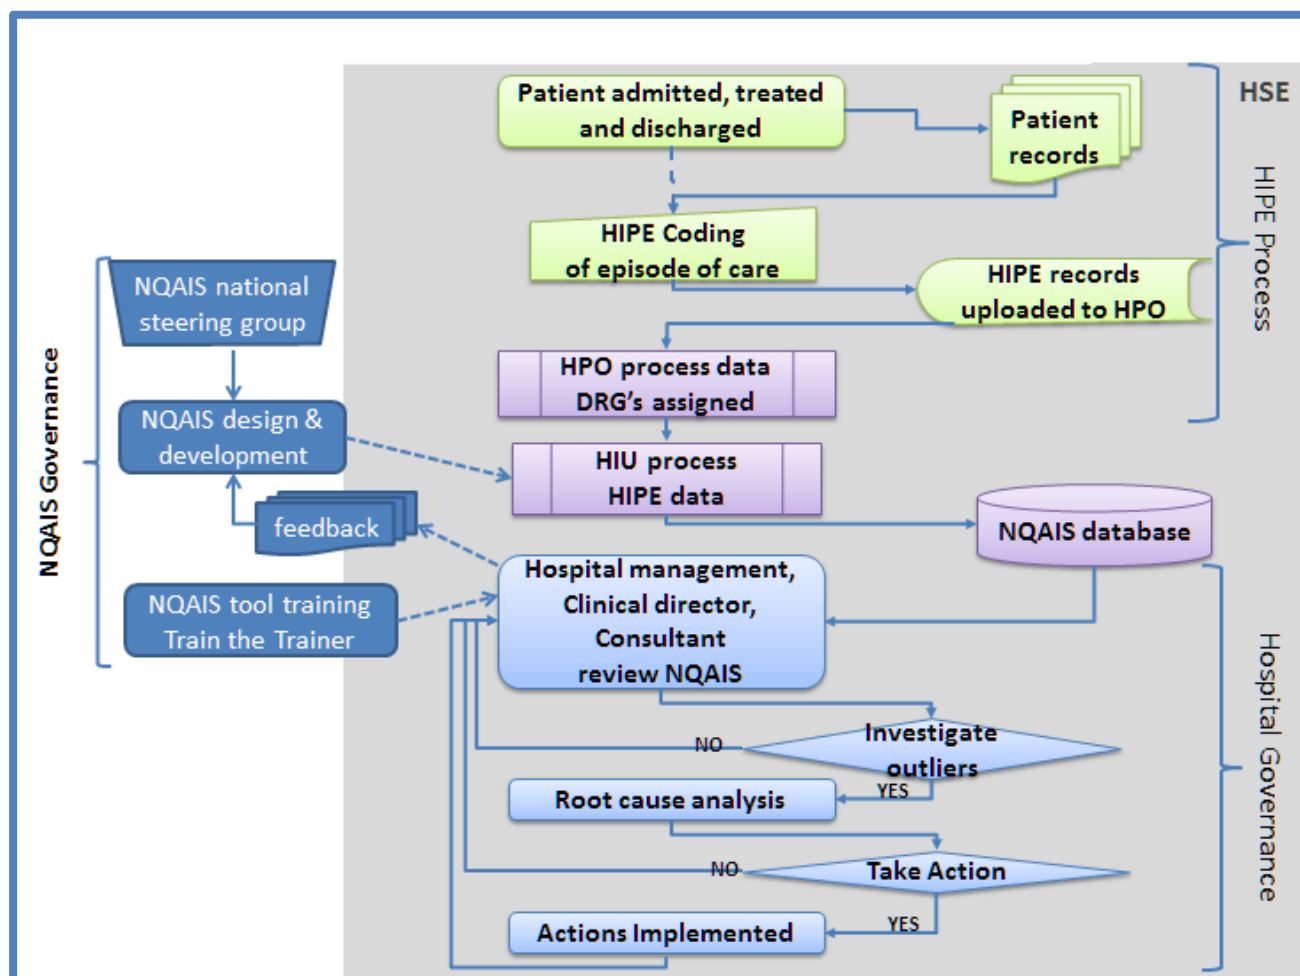 HSE
Patient admitted, treated
and discharged
Patient
records
HIPE Process
HIPE Coding
of episode of care
HIPE records
uploaded to HPO
NQAIS Governance
NQAIS national
steering group
HPO process data
DRG's assigned
NQAIS design &
development
HIU process
HIPE data
feedback
NQAIS database
NQAIS tool training
Train the Trainer
Hospital management,
Clinical director,
Consultant
review NQAIS
Hospital Governance
Investigate
outliers
NO
YES
Root cause analysis
Take Action
NO
YES
Actions Implemented